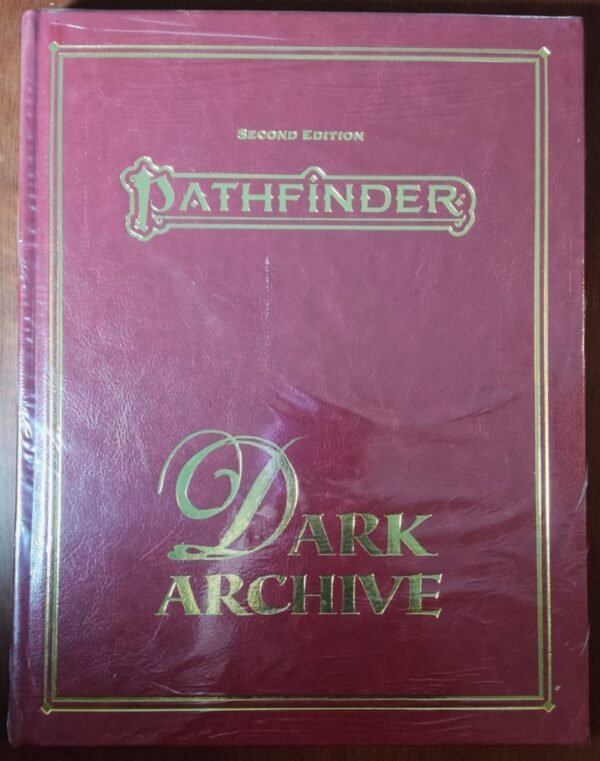 SECOND EDITION
PATHFINDER
DARK
ARCHIVE